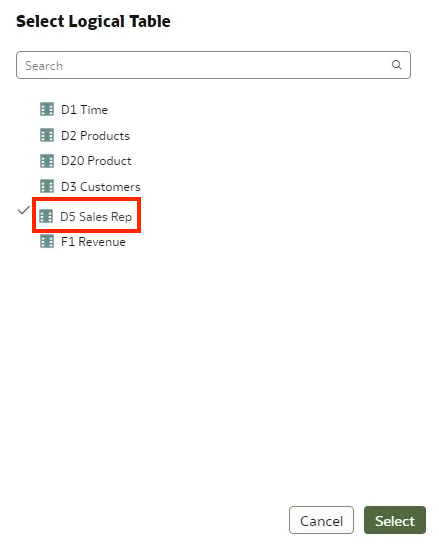 Select Logical Table
Search
D1 Time
D2 Products
D20 Product
D3 Customers
D5 Sales Rep
F1 Revenue
Cancel
Select